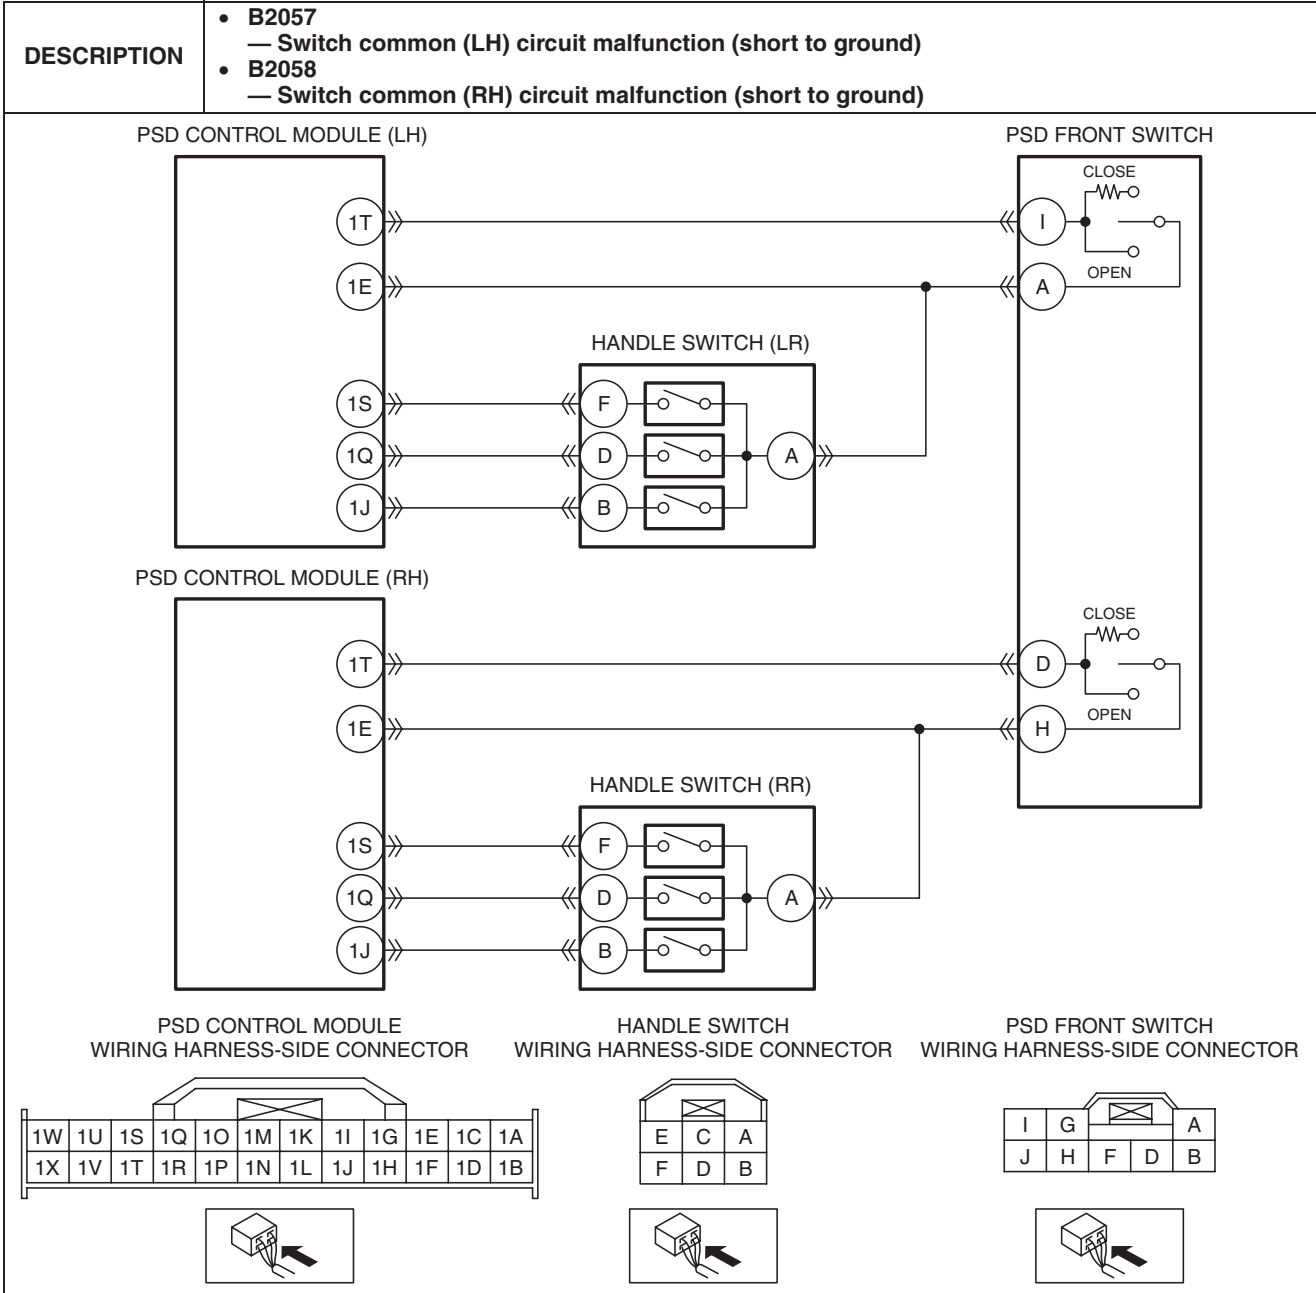 DESCRIPTION
• B2057
— Switch common (LH) circuit malfunction (short to ground)
• B2058
— Switch common (RH) circuit malfunction (short to ground)
PSD CONTROL MODULE (LH)
PSD FRONT SWITCH
CLOSE
1T
I
OPEN
1E
A
HANDLE SWITCH (LR)
1S
F
1Q
D
A
1J
B
PSD CONTROL MODULE (RH)
CLOSE
1T
D
OPEN
1E
H
HANDLE SWITCH (RR)
1S
F
1Q
D
A
1J
B
PSD CONTROL MODULE
WIRING HARNESS-SIDE CONNECTOR
1W 1U 1S 1Q 1O 1M 1K 1I 1G 1E 1C 1A
1X 1V 1T 1R 1P 1N 1L 1J 1H 1F 1D 1B
HANDLE SWITCH
WIRING HARNESS-SIDE CONNECTOR
E C A
F D B
PSD FRONT SWITCH
WIRING HARNESS-SIDE CONNECTOR
I G A
J H F D B